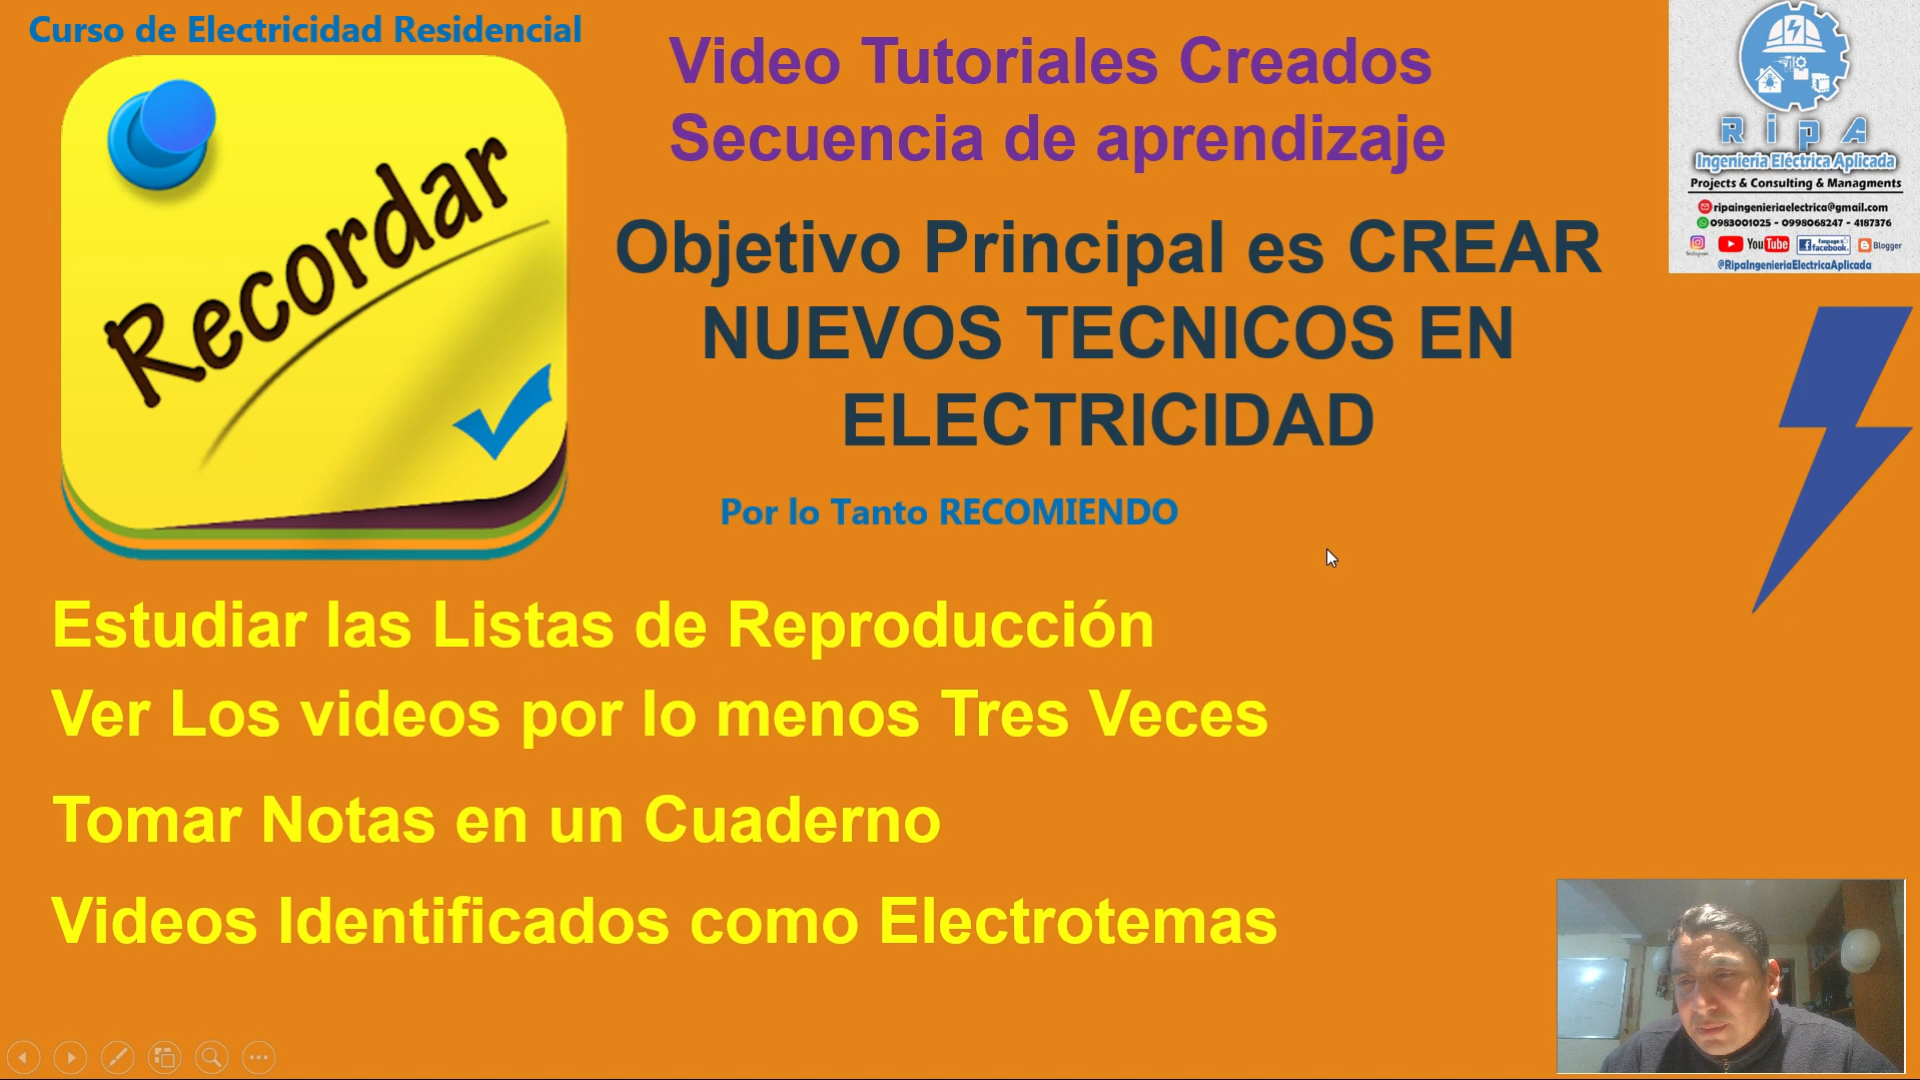 Curso de Electricidad Residencial
Recordar
Video Tutoriales Creados
Secuencia de aprendizaje
Objetivo Principal es CREAR
NUEVOS TECNICOS EN
ELECTRICIDAD
Por lo Tanto RECOMIENDO
Estudiar las Listas de Reproducción
Ver Los videos por lo menos Tres Veces
Tomar Notas en un Cuaderno
Videos Identificados como Electrotemas
RiPA
Ingenieria Eléctrica Aplicada
Projects & Consulting & Managments
ripaingenieriaelectrica@gmail.com
0983001025 - 0998068247 - 4187376
YouTube facebook Blogger
@RipaIngenieriaElectricaAplicada